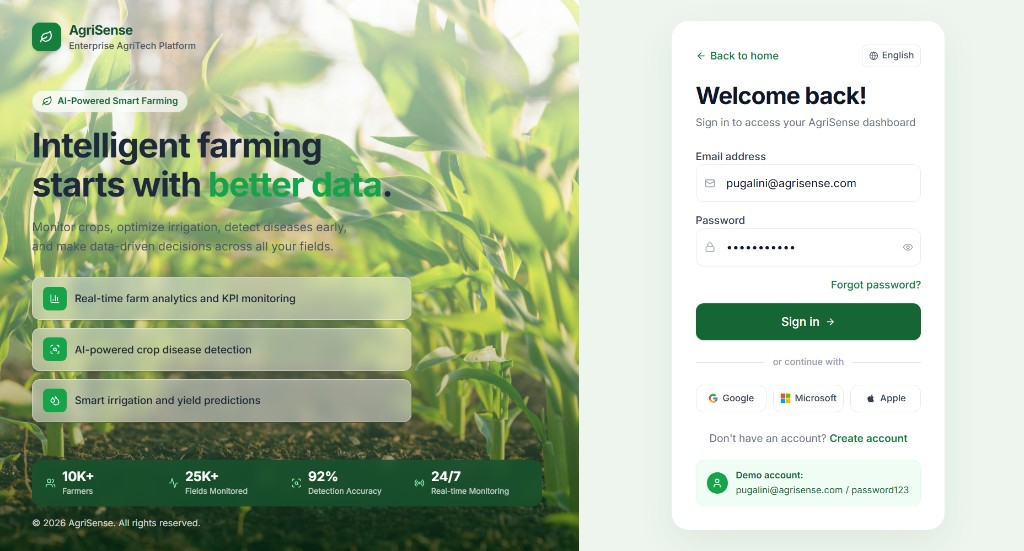 AgriSense
Enterprise AgriTech Platform
AI-Powered Smart Farming
Intelligent farming
starts with better data.
Monitor crops, optimize irrigation, detect diseases early,
and make data-driven decisions across all your fields.
Real-time farm analytics and KPI monitoring
AI-powered crop disease detection
Smart irrigation and yield predictions
10K+
Farmers
25K+
Fields Monitored
92%
Detection Accuracy
24/7
Real-time Monitoring
© 2026 AgriSense. All rights reserved.
← Back to home
English
Welcome back!
Sign in to access your AgriSense dashboard
Email address
pugalini@agrisense.com
Password
•••••••••••
Forgot password?
Sign in →
or continue with
Google
Microsoft
Apple
Don't have an account? Create account
Demo account:
pugalini@agrisense.com / password123